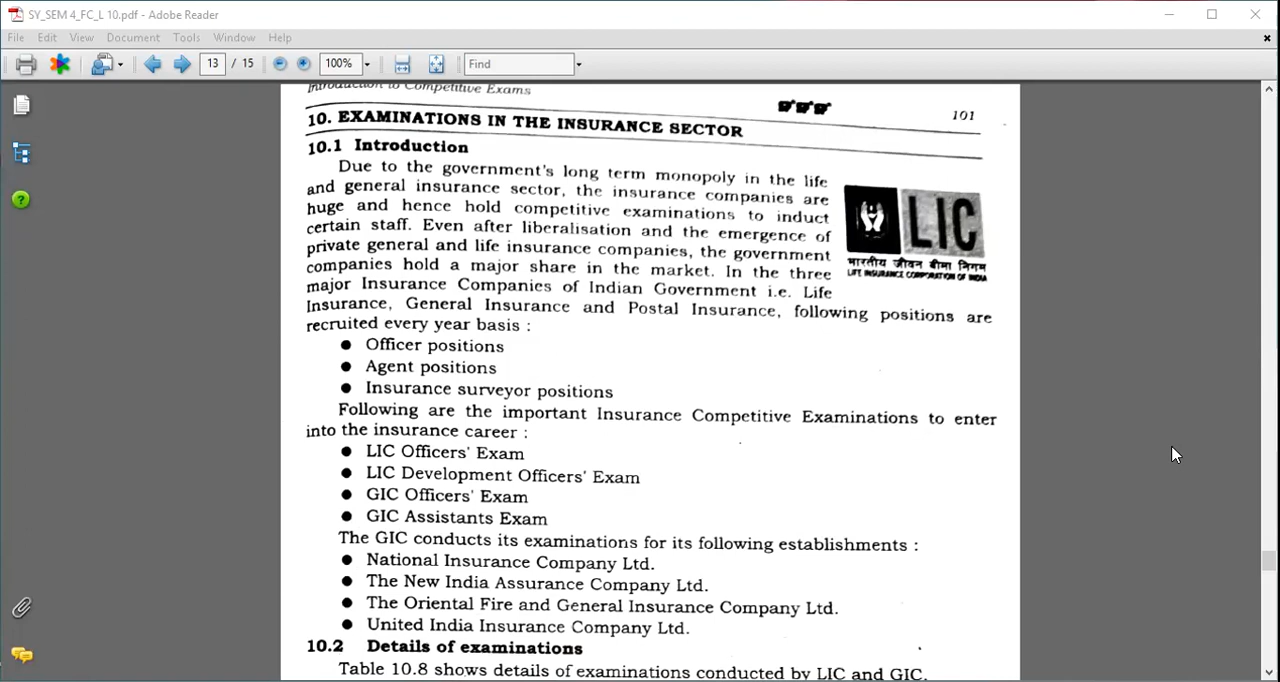 SY_SEM 4_FC_L 10.pdf - Adobe Reader
File Edit View Document Tools Window Help
13 / 15 100% Find
Introduction to Competitive Exams
101
10. EXAMINATIONS IN THE INSURANCE SECTOR
10.1 Introduction
Due to the government's long term monopoly in the life
and general insurance sector, the insurance companies are
huge and hence hold competitive examinations to induct
certain staff. Even after liberalisation and the emergence of
private general and life insurance companies, the government
companies hold a major share in the market. In the three
major Insurance Companies of Indian Government i.e. Life
Insurance, General Insurance and Postal Insurance, following positions are
recruited every year basis :
LIC
भारतीय जीवन बीमा निगम
LIFE INSURANCE CORPORATION OF INDIA
● Officer positions
● Agent positions
● Insurance surveyor positions
Following are the important Insurance Competitive Examinations to enter
into the insurance career :
● LIC Officers' Exam
● LIC Development Officers' Exam
● GIC Officers' Exam
● GIC Assistants Exam
The GIC conducts its examinations for its following establishments :
● National Insurance Company Ltd.
● The New India Assurance Company Ltd.
● The Oriental Fire and General Insurance Company Ltd.
● United India Insurance Company Ltd.
10.2 Details of examinations
Table 10.8 shows details of examinations conducted by LIC and GIC.